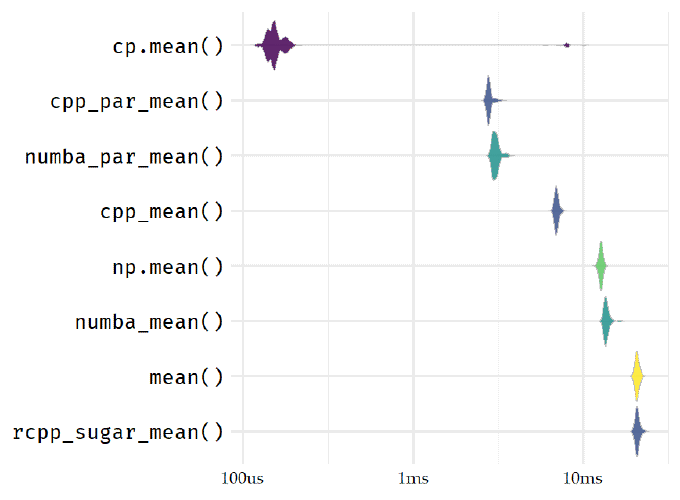 cp.mean()
cpp_par_mean()
numba_par_mean()
cpp_mean()
np.mean()
numba_mean()
mean()
rcpp_sugar_mean()
100us 1ms 10ms